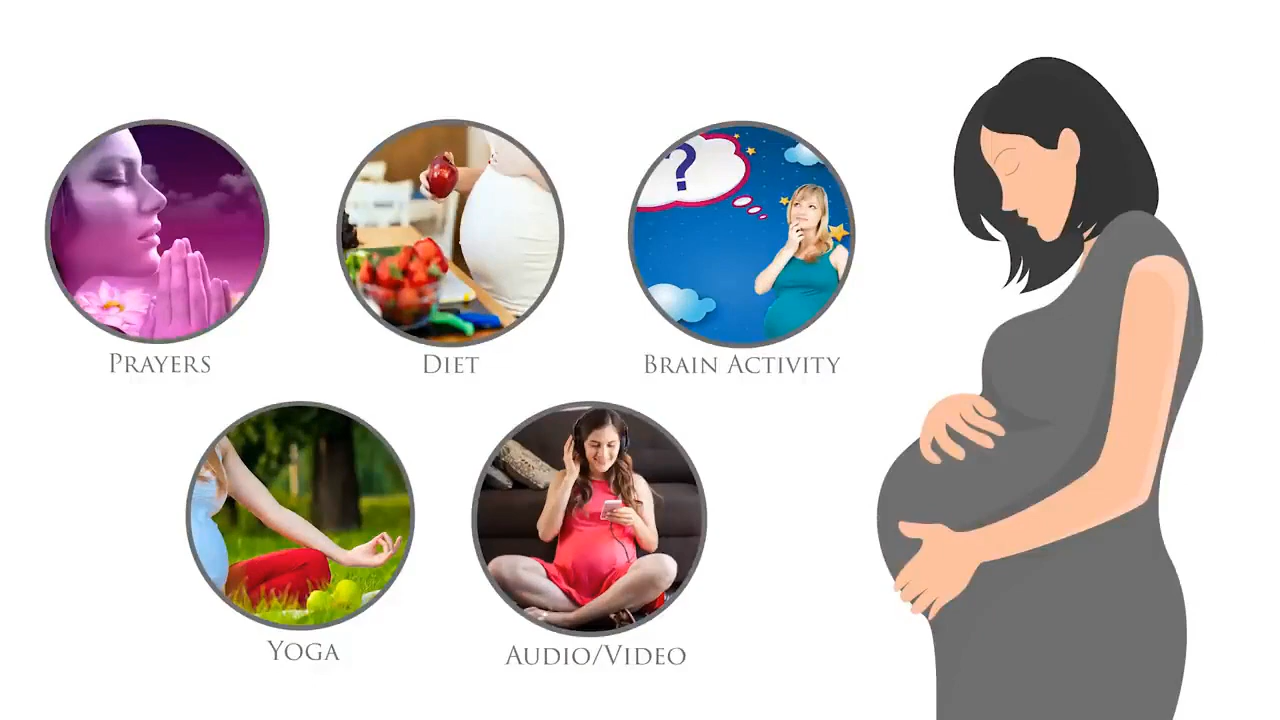 ?
PRAYERS
DIET
BRAIN ACTIVITY
YOGA
AUDIO/VIDEO